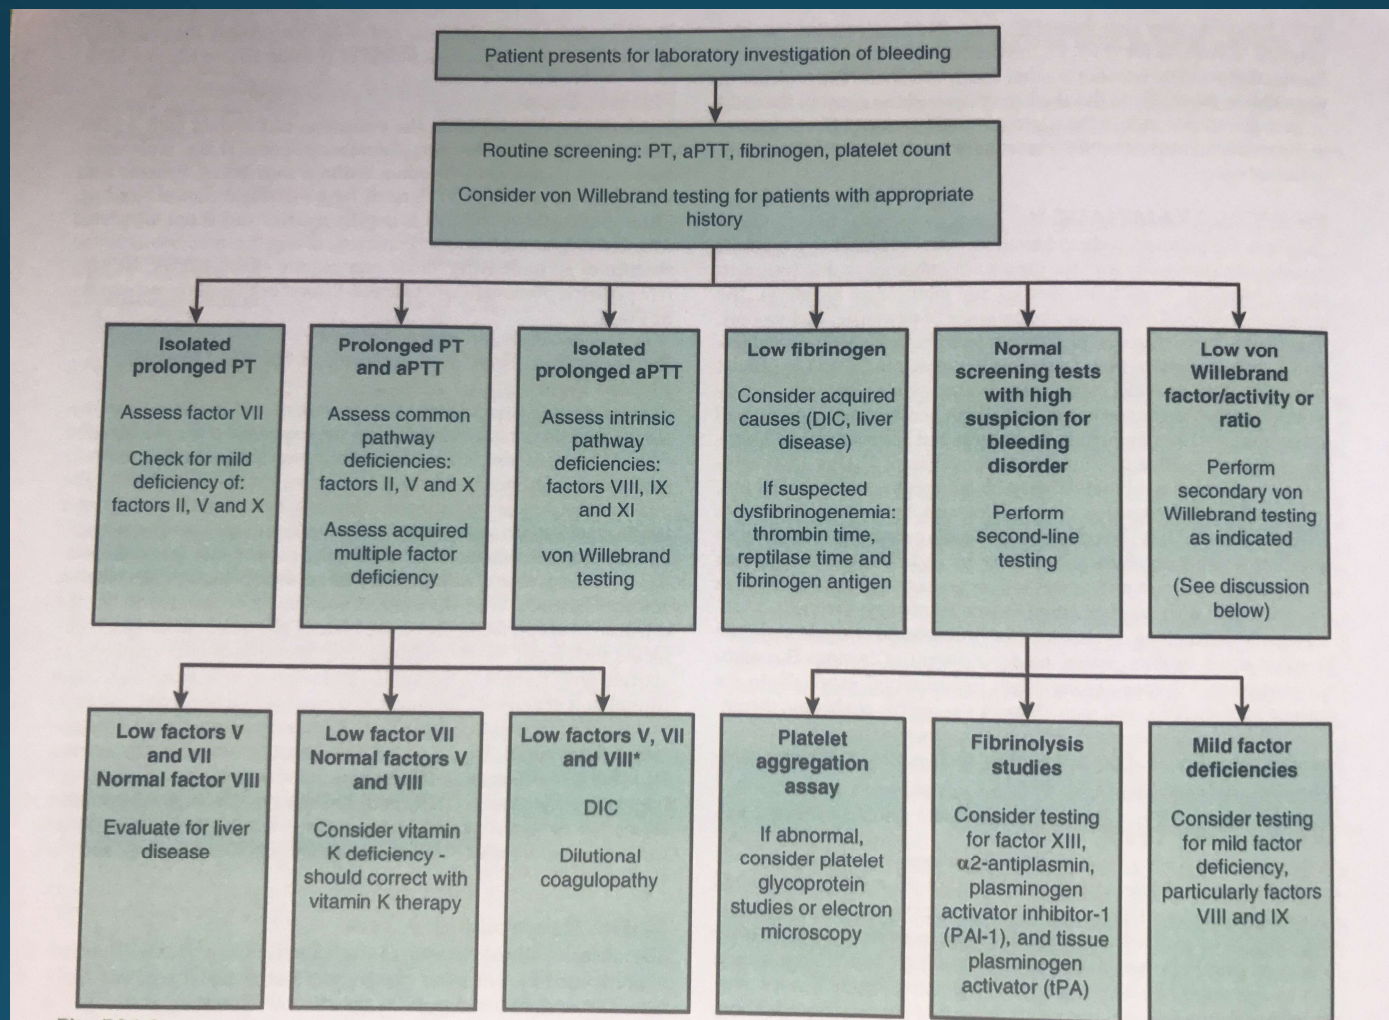 Patient presents for laboratory investigation of bleeding
Routine screening: PT, aPTT, fibrinogen, platelet count
Consider von Willebrand testing for patients with appropriate
history
Isolated
prolonged PT
Assess factor VII
Check for mild
deficiency of:
factors II, V and X
Prolonged PT
and aPTT
Assess common
pathway
deficiencies:
factors II, V and X
Assess acquired
multiple factor
deficiency
Isolated
prolonged aPTT
Assess intrinsic
pathway
deficiencies:
factors VIII, IX
and XI
von Willebrand
testing
Low fibrinogen
Consider acquired
causes (DIC, liver
disease)
If suspected
dysfibrinogenemia:
thrombin time,
reptilase time and
fibrinogen antigen
Normal
screening tests
with high
suspicion for
bleeding
disorder
Perform
second-line
testing
Low von
Willebrand
factor/activity or
ratio
Perform
secondary von
Willebrand testing
as indicated
(See discussion
below)
Low factors V
and VII
Normal factor VIII
Evaluate for liver
disease
Low factor VII
Normal factors V
and VIII
Consider vitamin
K deficiency -
should correct with
vitamin K therapy
Low factors V, VII
and VIII*
DIC
Dilutional
coagulopathy
Platelet
aggregation
assay
If abnormal,
consider platelet
glycoprotein
studies or electron
microscopy
Fibrinolysis
studies
Consider testing
for factor XIII,
α2-antiplasmin,
plasminogen
activator inhibitor-1
(PAI-1), and tissue
plasminogen
activator (tPA)
Mild factor
deficiencies
Consider testing
for mild factor
deficiency,
particularly factors
VIII and IX